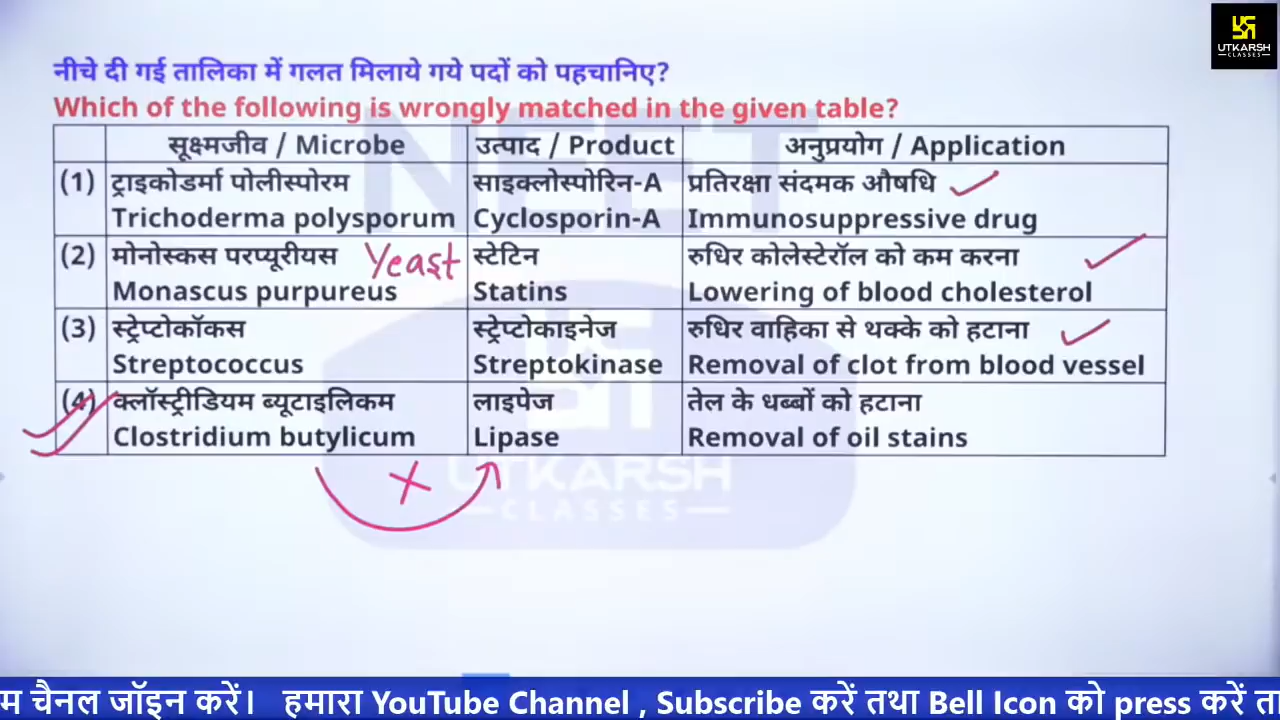 UTKARSH
CLASSES
नीचे दी गई तालिका में गलत मिलाये गये पदों को पहचानिए?
Which of the following is wrongly matched in the given table?
सूक्ष्मजीव / Microbe उत्पाद / Product अनुप्रयोग / Application
(1) ट्राइकोडर्मा पोलीस्पोरम साइक्लोस्पोरिन-A प्रतिरक्षा संदमक औषधि
Trichoderma polysporum Cyclosporin-A Immunosuppressive drug
(2) मोनोस्कस परप्यूरीयस Yeast स्टेटिन रुधिर कोलेस्टेरॉल को कम करना
Monascus purpureus Statins Lowering of blood cholesterol
(3) स्ट्रेप्टोकॉकस स्ट्रेप्टोकाइनेज रुधिर वाहिका से थक्के को हटाना
Streptococcus Streptokinase Removal of clot from blood vessel
(4) क्लॉस्ट्रीडियम ब्यूटाइलिकम लाइपेज तेल के धब्बों को हटाना
Clostridium butylicum Lipase Removal of oil stains
NEET
UTKARSH
CLASSES
म चैनल जॉइन करें। हमारा YouTube Channel , Subscribe करें तथा Bell Icon को press करें ता